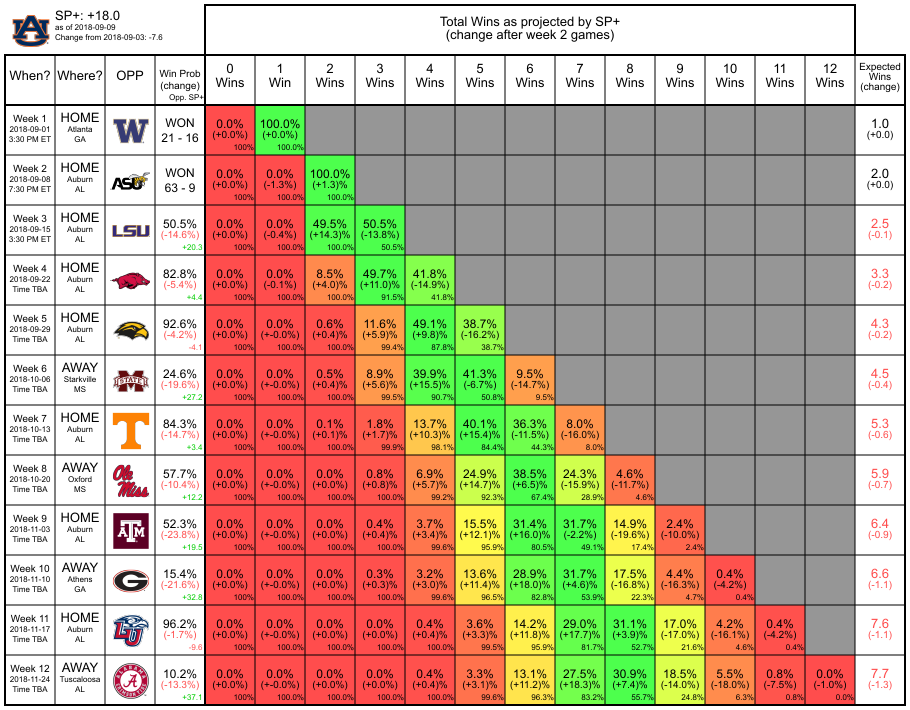 SP+: +18.0
as of 2018-09-09
Change from 2018-09-03: -7.6
Total Wins as projected by SP+
(change after week 2 games)
When? Where? OPP Win Prob (change) Opp. SP+ 0 Wins 1 Win 2 Wins 3 Wins 4 Wins 5 Wins 6 Wins 7 Wins 8 Wins 9 Wins 10 Wins 11 Wins 12 Wins Expected Wins (change)
Week 1 HOME W WON 0.0% 100.0% 1.0
2018-09-01 Atlanta 21 - 16 (+0.0%) (+0.0%) (+0.0)
3:30 PM ET GA 100% 100.0%
Week 2 HOME ASU WON 0.0% 0.0% 100.0% 2.0
2018-09-08 Auburn 63 - 9 (+0.0%) (-1.3%) (+1.3)% (+0.0)
7:30 PM ET AL 100% 100.0% 100.0%
Week 3 HOME LSU 50.5% 0.0% 0.0% 49.5% 50.5% 2.5
2018-09-15 Auburn (-14.6%) (+0.0%) (-0.4%) (+14.3)% (-13.8%) (-0.1)
3:30 PM ET AL +20.3 100% 100.0% 100.0% 50.5%
Week 4 HOME 82.8% 0.0% 0.0% 8.5% 49.7% 41.8% 3.3
2018-09-22 Auburn (-5.4%) (+0.0%) (-0.1%) (+4.0)% (+11.0)% (-14.9%) (-0.2)
Time TBA AL +4.4 100% 100.0% 100.0% 91.5% 41.8%
Week 5 HOME 92.6% 0.0% 0.0% 0.6% 11.6% 49.1% 38.7% 4.3
2018-09-29 Auburn (-4.2%) (+0.0%) (+-0.0%) (+0.4)% (+5.9)% (+9.8)% (-16.2%) (-0.2)
Time TBA AL -4.1 100% 100.0% 100.0% 99.4% 87.8% 38.7%
Week 6 AWAY M STATE 24.6% 0.0% 0.0% 0.5% 8.9% 39.9% 41.3% 9.5% 4.5
2018-10-06 Starkville (-19.6%) (+0.0%) (+-0.0%) (+0.4)% (+5.6)% (+15.5)% (-6.7%) (-14.7%) (-0.4)
Time TBA MS +27.2 100% 100.0% 100.0% 99.5% 90.7% 50.8% 9.5%
Week 7 HOME T 84.3% 0.0% 0.0% 0.1% 1.8% 13.7% 40.1% 36.3% 8.0% 5.3
2018-10-13 Auburn (-14.7%) (+0.0%) (+-0.0%) (+0.1)% (+1.7)% (+10.3)% (+15.4)% (-11.5%) (-16.0%) (-0.6)
Time TBA AL +3.4 100% 100.0% 100.0% 99.9% 98.1% 84.4% 44.3% 8.0%
Week 8 AWAY Ole Miss 57.7% 0.0% 0.0% 0.0% 0.8% 6.9% 24.9% 38.5% 24.3% 4.6% 5.9
2018-10-20 Oxford (-10.4%) (+0.0%) (+-0.0%) (+0.0%) (+0.8)% (+5.7)% (+14.7)% (+6.5)% (-15.9%) (-11.7%) (-0.7)
Time TBA MS +12.2 100% 100.0% 100.0% 100.0% 99.2% 92.3% 67.4% 28.9% 4.6%
Week 9 HOME ATM 52.3% 0.0% 0.0% 0.0% 0.4% 3.7% 15.5% 31.4% 31.7% 14.9% 2.4% 6.4
2018-11-03 Auburn (-23.8%) (+0.0%) (+-0.0%) (+0.0%) (+0.4)% (+3.4)% (+12.1)% (+16.0)% (-2.2%) (-19.6%) (-10.0%) (-0.9)
Time TBA AL +19.5 100% 100.0% 100.0% 100.0% 99.6% 95.9% 80.5% 49.1% 17.4% 2.4%
Week 10 AWAY G 15.4% 0.0% 0.0% 0.0% 0.3% 3.2% 13.6% 28.9% 31.7% 17.5% 4.4% 0.4% 6.6
2018-11-10 Athens (-21.6%) (+0.0%) (+-0.0%) (+0.0%) (+0.3)% (+3.0)% (+11.4)% (+18.0)% (+4.6)% (-16.8%) (-16.3%) (-4.2%) (-1.1)
Time TBA GA +32.8 100% 100.0% 100.0% 100.0% 99.6% 96.5% 82.8% 53.9% 22.3% 4.7% 0.4%
Week 11 HOME LU 96.2% 0.0% 0.0% 0.0% 0.0% 0.4% 3.6% 14.2% 29.0% 31.1% 17.0% 4.2% 0.4% 7.6
2018-11-17 Auburn (-1.7%) (+0.0%) (+-0.0%) (+0.0%) (+0.0%) (+0.4)% (+3.3)% (+11.8)% (+17.7)% (+3.9)% (-17.0%) (-16.1%) (-4.2%) (-1.1)
Time TBA AL -9.6 100% 100.0% 100.0% 100.0% 100.0% 99.5% 95.9% 81.7% 52.7% 21.6% 4.6% 0.4%
Week 12 AWAY A 10.2% 0.0% 0.0% 0.0% 0.0% 0.4% 3.3% 13.1% 27.5% 30.9% 18.5% 5.5% 0.8% 0.0% 7.7
2018-11-24 Tuscaloosa (-13.3%) (+0.0%) (+-0.0%) (+0.0%) (+0.0%) (+0.4)% (+3.1)% (+11.2)% (+18.3)% (+7.4)% (-14.0%) (-18.0%) (-7.5%) (-1.0%) (-1.3)
Time TBA AL +37.1 100% 100.0% 100.0% 100.0% 100.0% 99.6% 96.3% 83.2% 55.7% 24.8% 6.3% 0.8% 0.0%